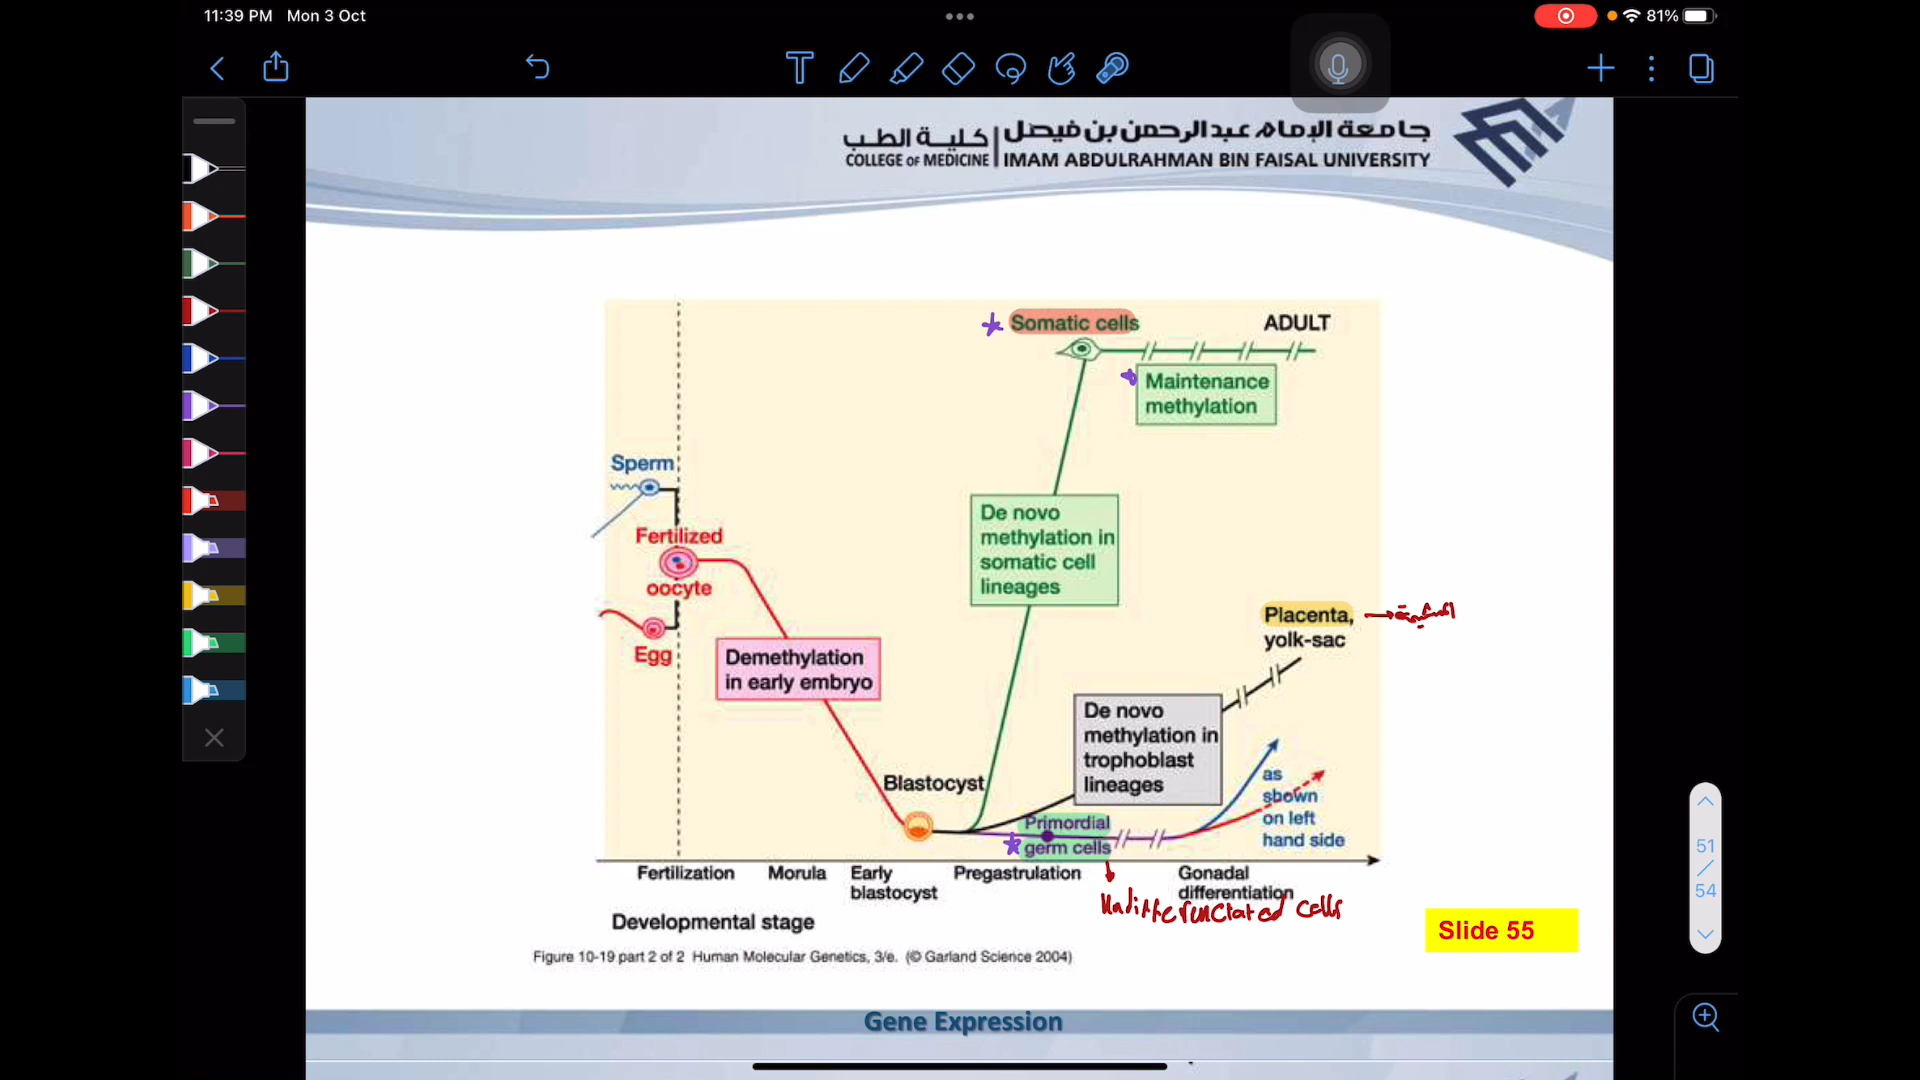 11:39 PM Mon 3 Oct
81%
كلية الطب | جامعة الإمام عبدالرحمن بن فيصل
COLLEGE OF MEDICINE | IMAM ABDULRAHMAN BIN FAISAL UNIVERSITY
Somatic cells
ADULT
Maintenance
methylation
Sperm
Fertilized
oocyte
Egg
De novo
methylation in
somatic cell
lineages
Demethylation
in early embryo
Placenta,
yolk-sac
المشيمة
De novo
methylation in
trophoblast
lineages
Blastocyst
Primordial
germ cells
as
shown
on left
hand side
Fertilization
Morula
Early
blastocyst
Pregastrulation
Gonadal
differentiation
Developmental stage
Figure 10-19 part 2 of 2 Human Molecular Genetics, 3/e. (© Garland Science 2004)
Slide 55
51
54
Gene Expression